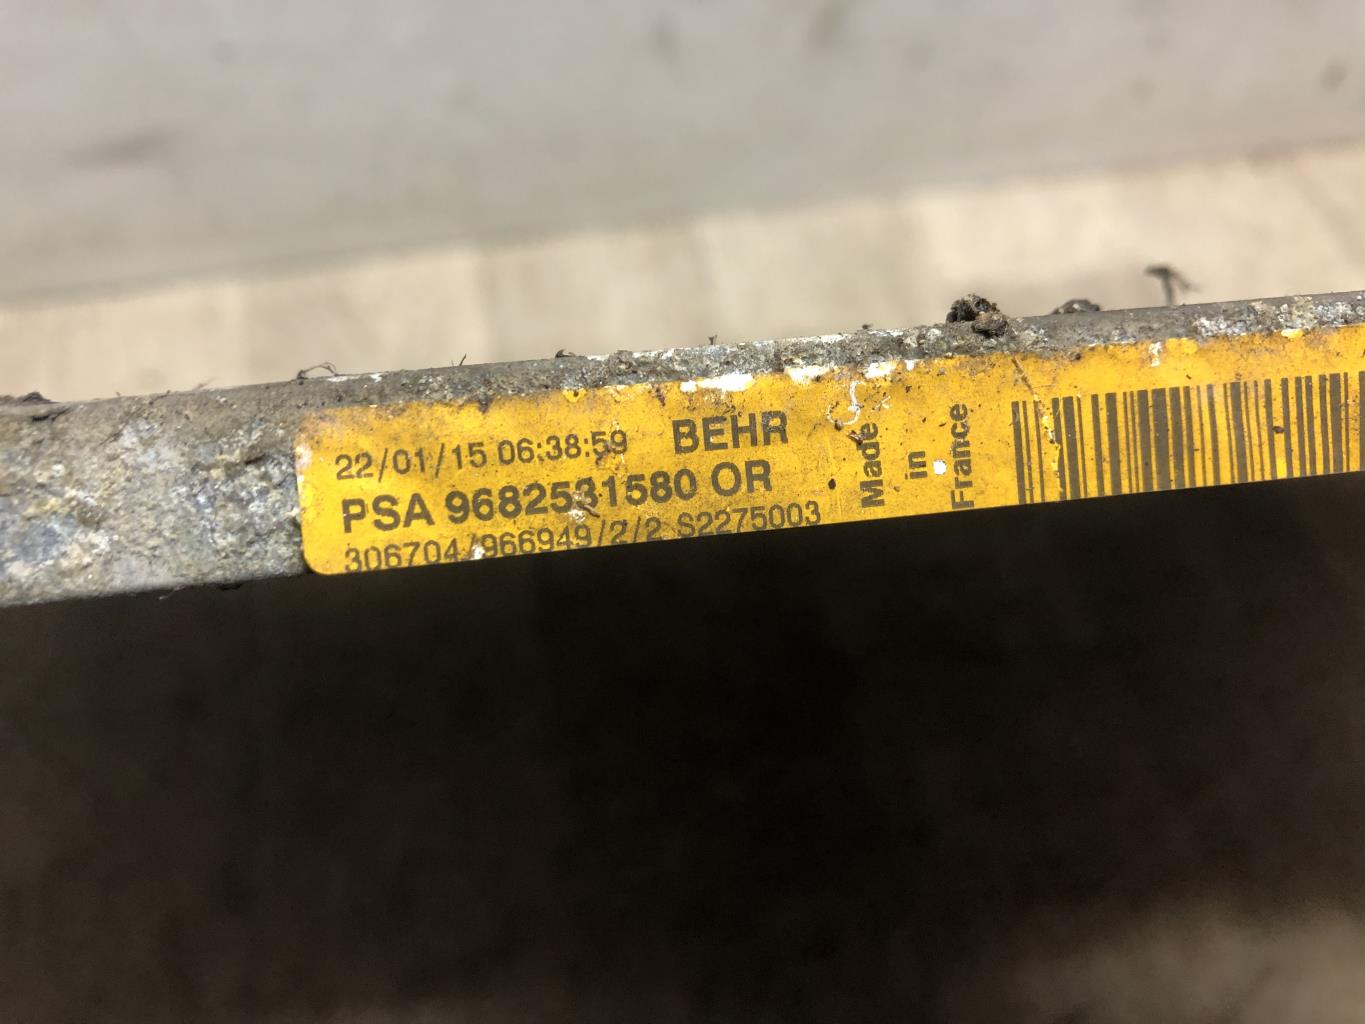 22/01/15 06:38:59 BEHR
PSA 9682531580 OR
306704/966949/2/2 S2275003
Made
in
France